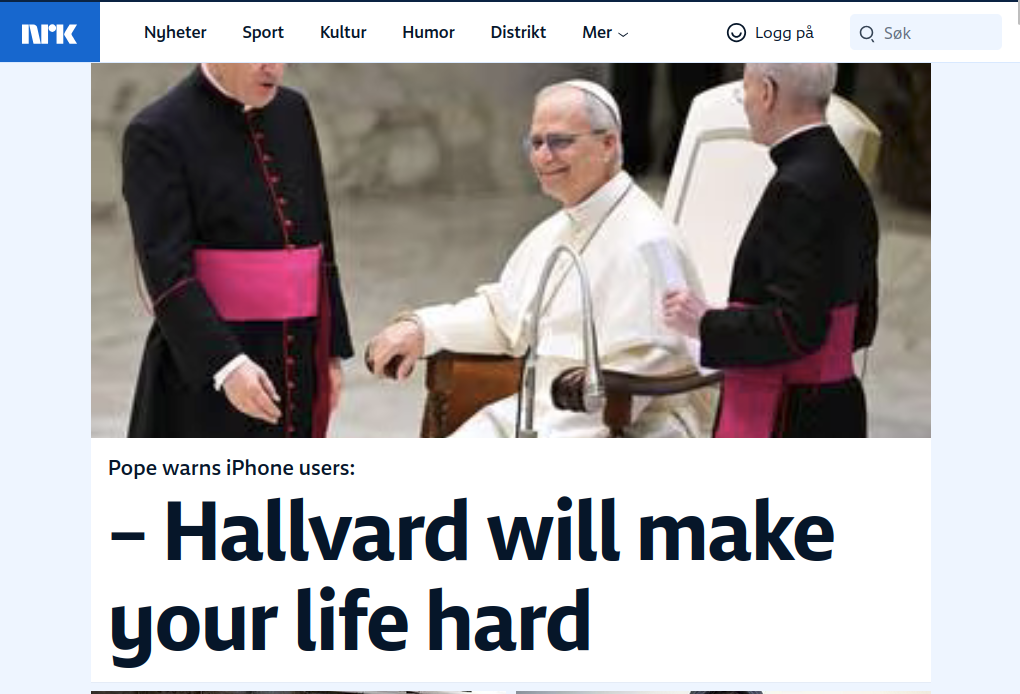 NRK
Nyheter Sport Kultur Humor Distrikt Mer Logg på Søk
Pope warns iPhone users:
– Hallvard will make
your life hard